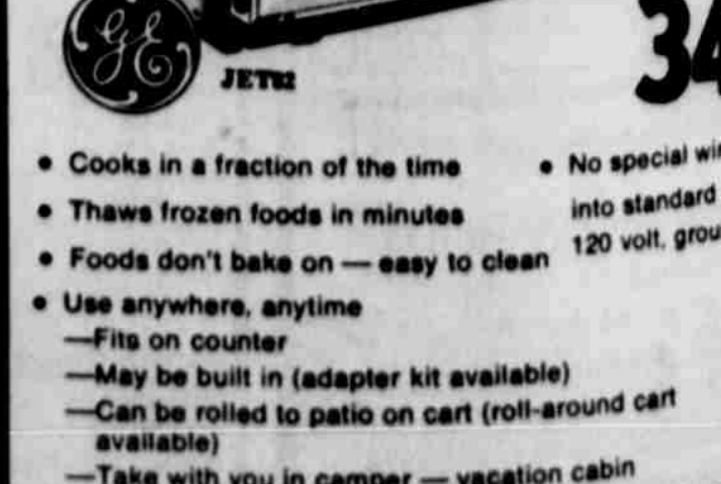 GE
JET82
34
• Cooks in a fraction of the time
• Thaws frozen foods in minutes
• Foods don't bake on — easy to clean
• Use anywhere, anytime
—Fits on counter
—May be built in (adapter kit available)
—Can be rolled to patio on cart (roll-around cart
available)
—Take with you in camper — vacation cabin
• No special
into standard
120 volt,